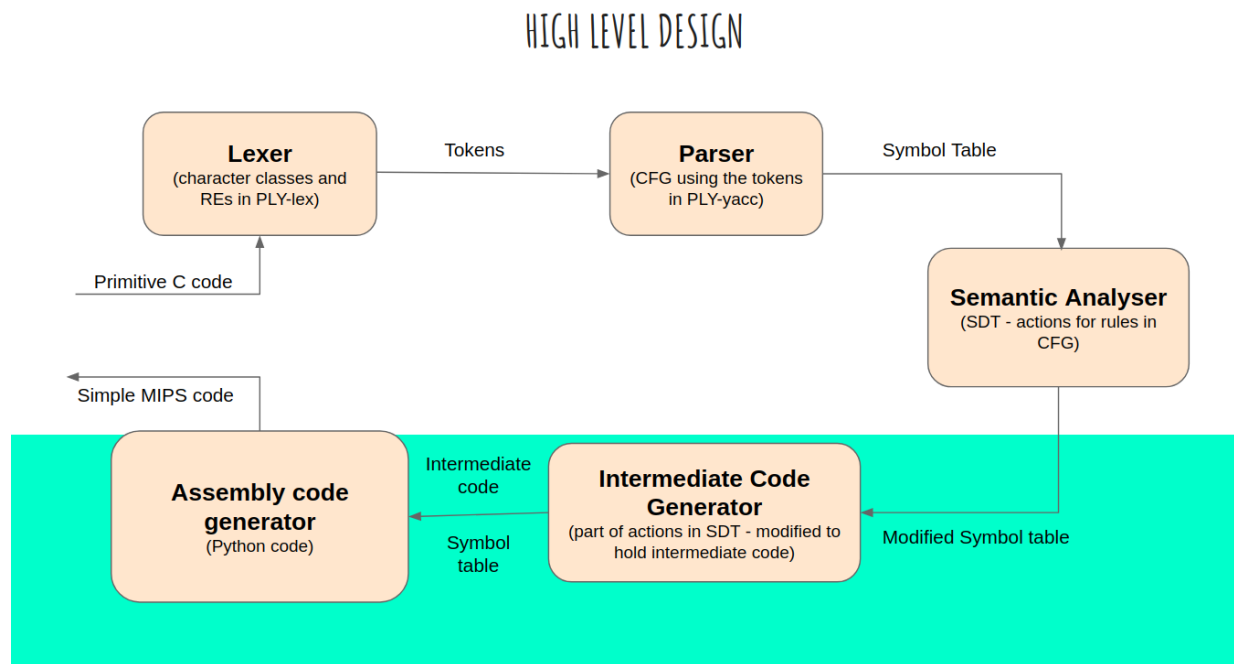 HIGH LEVEL DESIGN
Lexer
(character classes and
REs in PLY-lex)
Tokens
Parser
(CFG using the tokens
in PLY-yacc)
Symbol Table
Primitive C code
Semantic Analyser
(SDT - actions for rules in
CFG)
Simple MIPS code
Assembly code
generator
(Python code)
Intermediate
code
Symbol
table
Intermediate Code
Generator
(part of actions in SDT - modified to
hold intermediate code)
Modified Symbol table